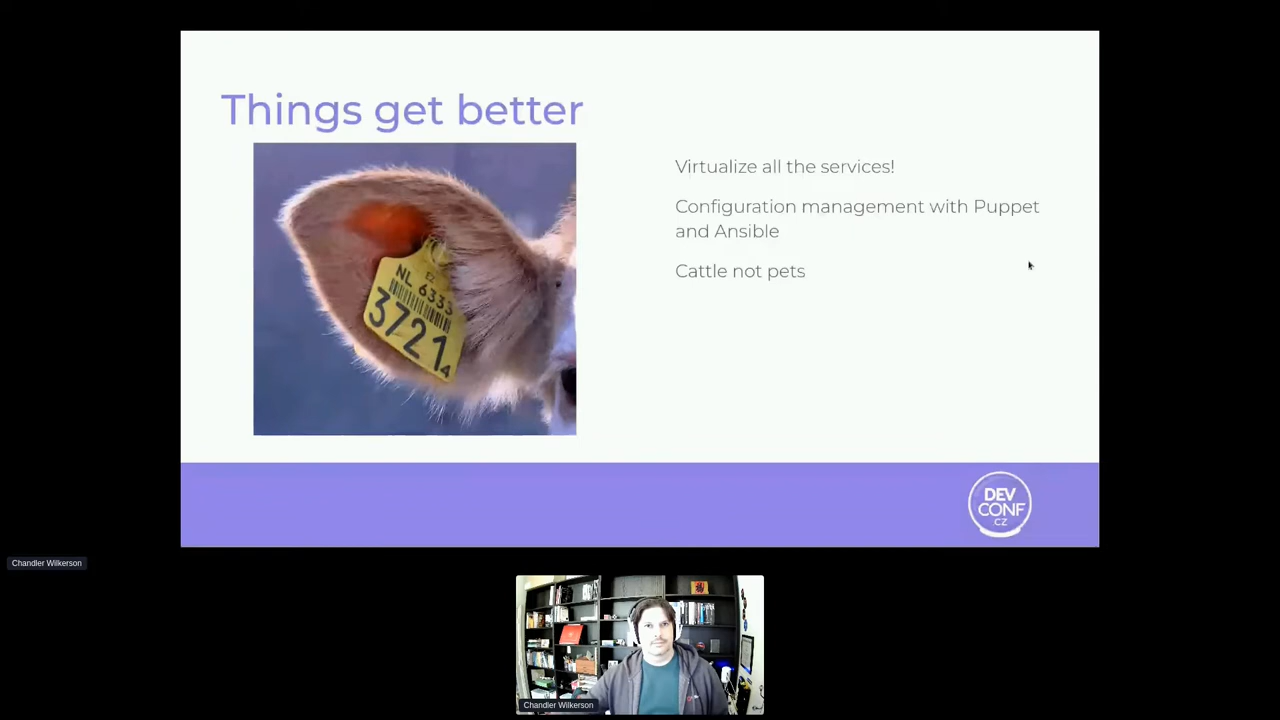 Things get better
Virtualize all the services!
Configuration management with Puppet
and Ansible
Cattle not pets
NL
6333
3721
4
DEV
CONF
CZ
Chandler Wilkerson
Chandler Wilkerson